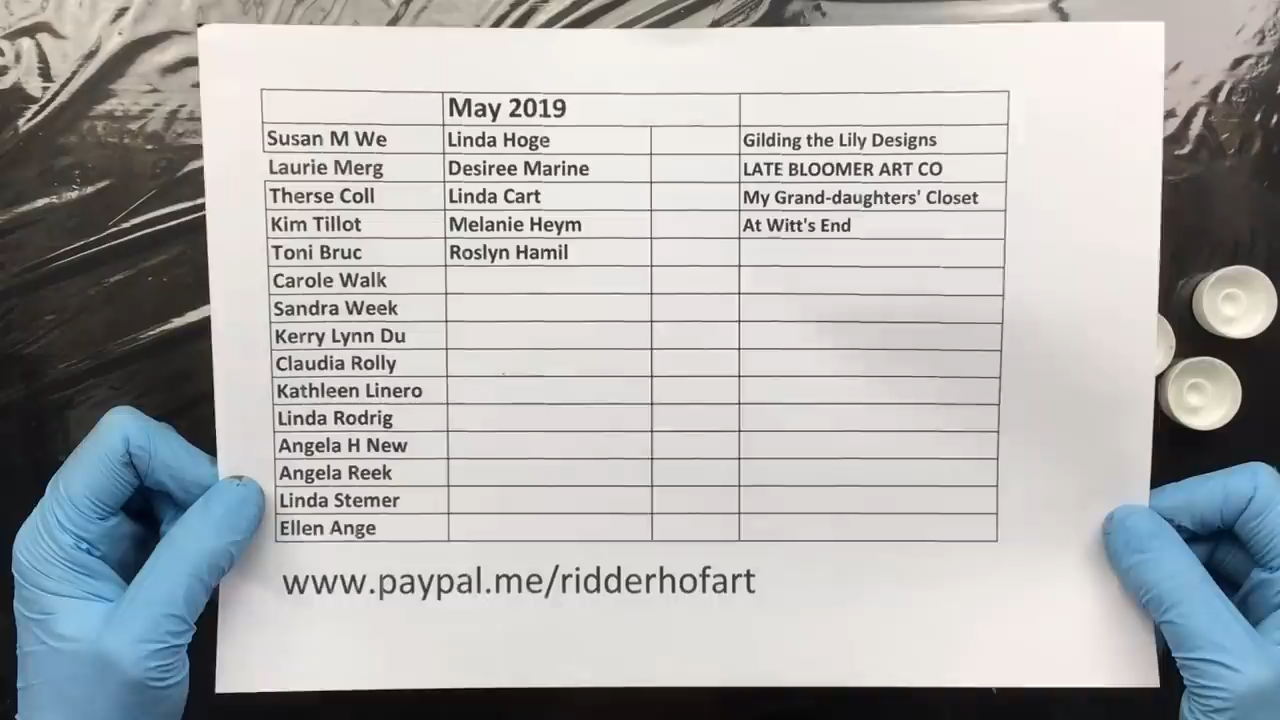 May 2019
Susan M We Linda Hoge Gilding the Lily Designs
Laurie Merg Desiree Marine LATE BLOOMER ART CO
Therse Coll Linda Cart My Grand-daughters' Closet
Kim Tillot Melanie Heym At Witt's End
Toni Bruc Roslyn Hamil
Carole Walk
Sandra Week
Kerry Lynn Du
Claudia Rolly
Kathleen Linero
Linda Rodrig
Angela H New
Angela Reek
Linda Stemer
Ellen Ange
www.paypal.me/ridderhofart